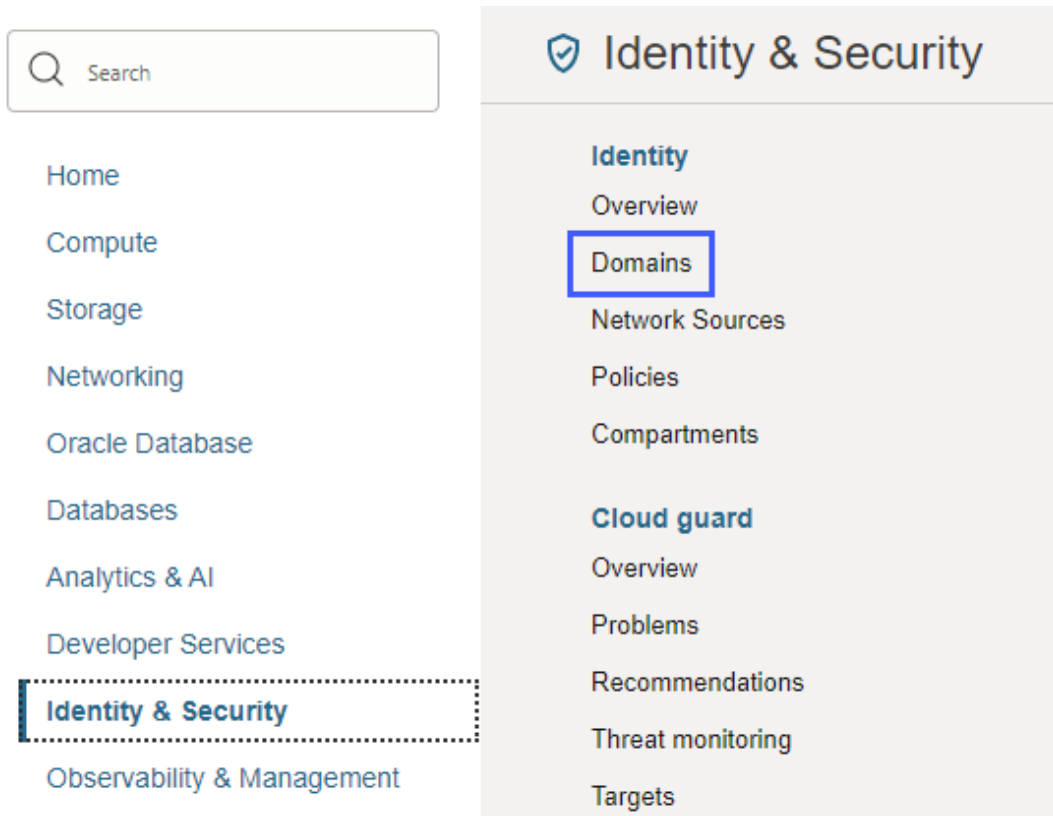 Search
Home
Compute
Storage
Networking
Oracle Database
Databases
Analytics & AI
Developer Services
Identity & Security
Observability & Management
Identity & Security
Identity
Overview
Domains
Network Sources
Policies
Compartments
Cloud guard
Overview
Problems
Recommendations
Threat monitoring
Targets